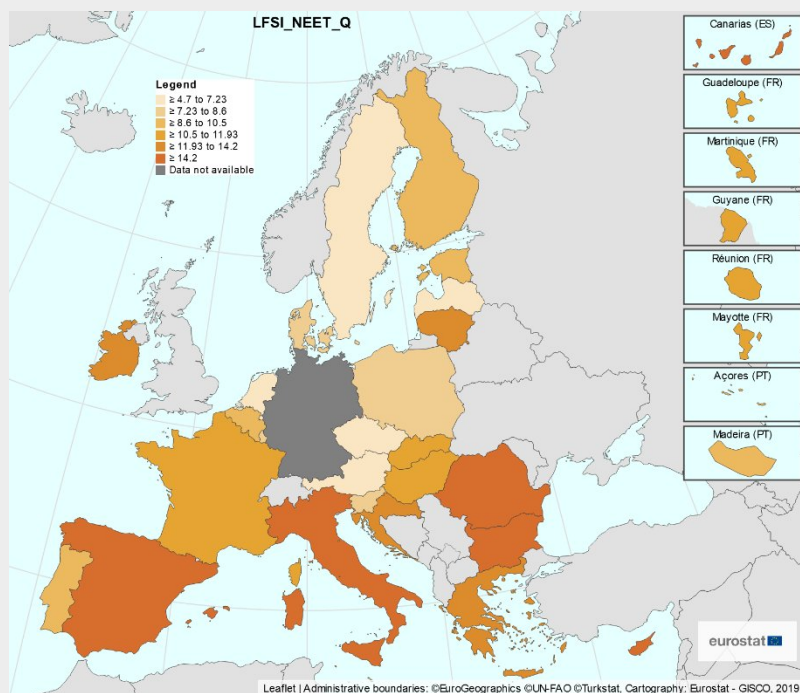 LFSI_NEET_Q
Legend
≥ 4.7 to 7.23
≥ 7.23 to 8.6
≥ 8.6 to 10.5
≥ 10.5 to 11.93
≥ 11.93 to 14.2
≥ 14.2
Data not available
Canarias (ES)
Guadeloupe (FR)
Martinique (FR)
Guyane (FR)
Réunion (FR)
Mayotte (FR)
Açores (PT)
Madeira (PT)
eurostat
Leaflet | Administrative boundaries: ©EuroGeographics ©UN-FAO ©Turkstat, Cartography: Eurostat - GISCO, 2019